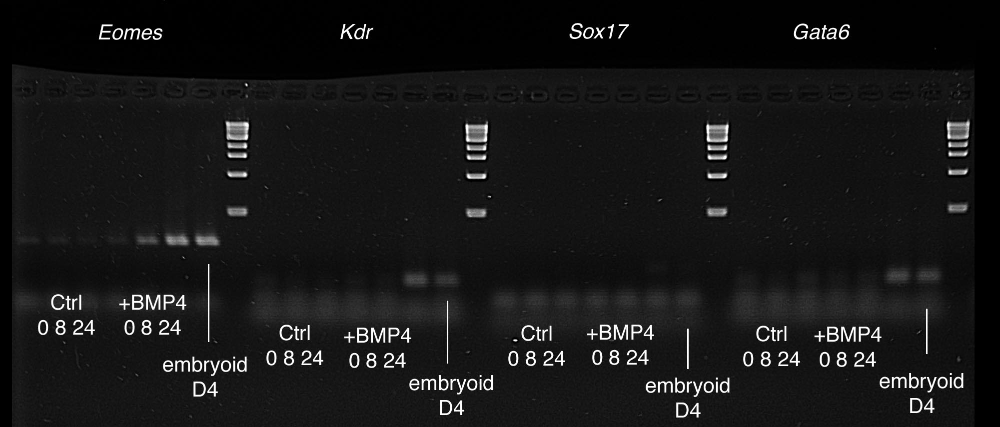 Eomes
Kdr
Sox17
Gata6
Ctrl
0 8 24
+BMP4
0 8 24
embryoid
D4
Ctrl
0 8 24
+BMP4
0 8 24
embryoid
D4
Ctrl
0 8 24
+BMP4
0 8 24
embryoid
D4
Ctrl
0 8 24
+BMP4
0 8 24
embryoid
D4